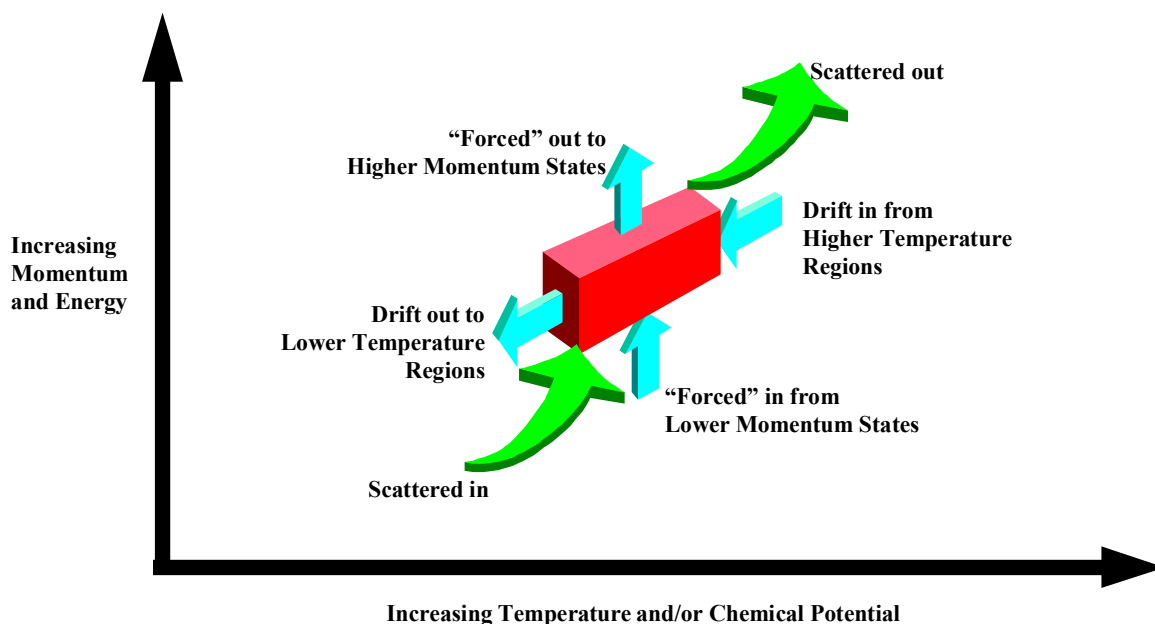 Scattered out
“Forced” out to
Higher Momentum States
Drift in from
Higher Temperature
Regions
Increasing
Momentum
and Energy
Drift out to
Lower Temperature
Regions
“Forced” in from
Lower Momentum States
Scattered in
Increasing Temperature and/or Chemical Potential